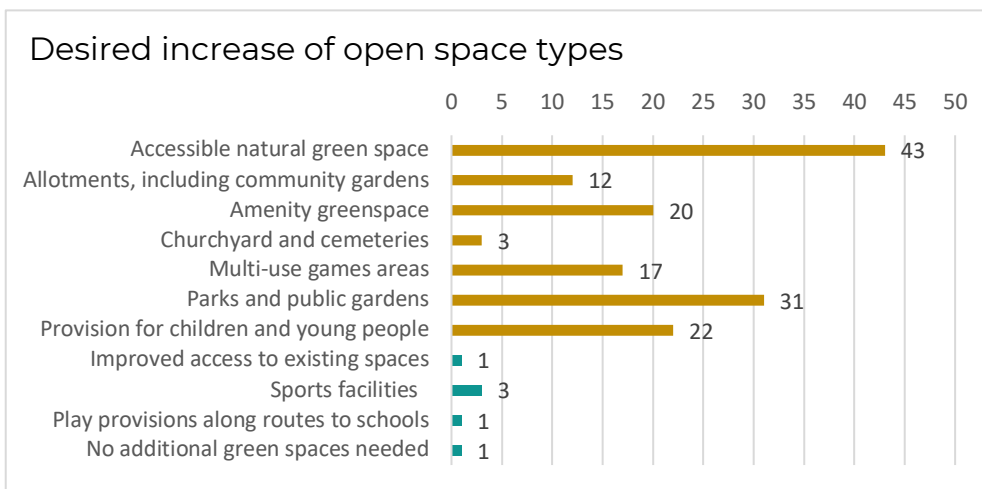 Desired increase of open space types
0 5 10 15 20 25 30 35 40 45 50
Accessible natural green space 43
Allotments, including community gardens 12
Amenity greenspace 20
Churchyard and cemeteries 3
Multi-use games areas 17
Parks and public gardens 31
Provision for children and young people 22
Improved access to existing spaces 1
Sports facilities 3
Play provisions along routes to schools 1
No additional green spaces needed 1